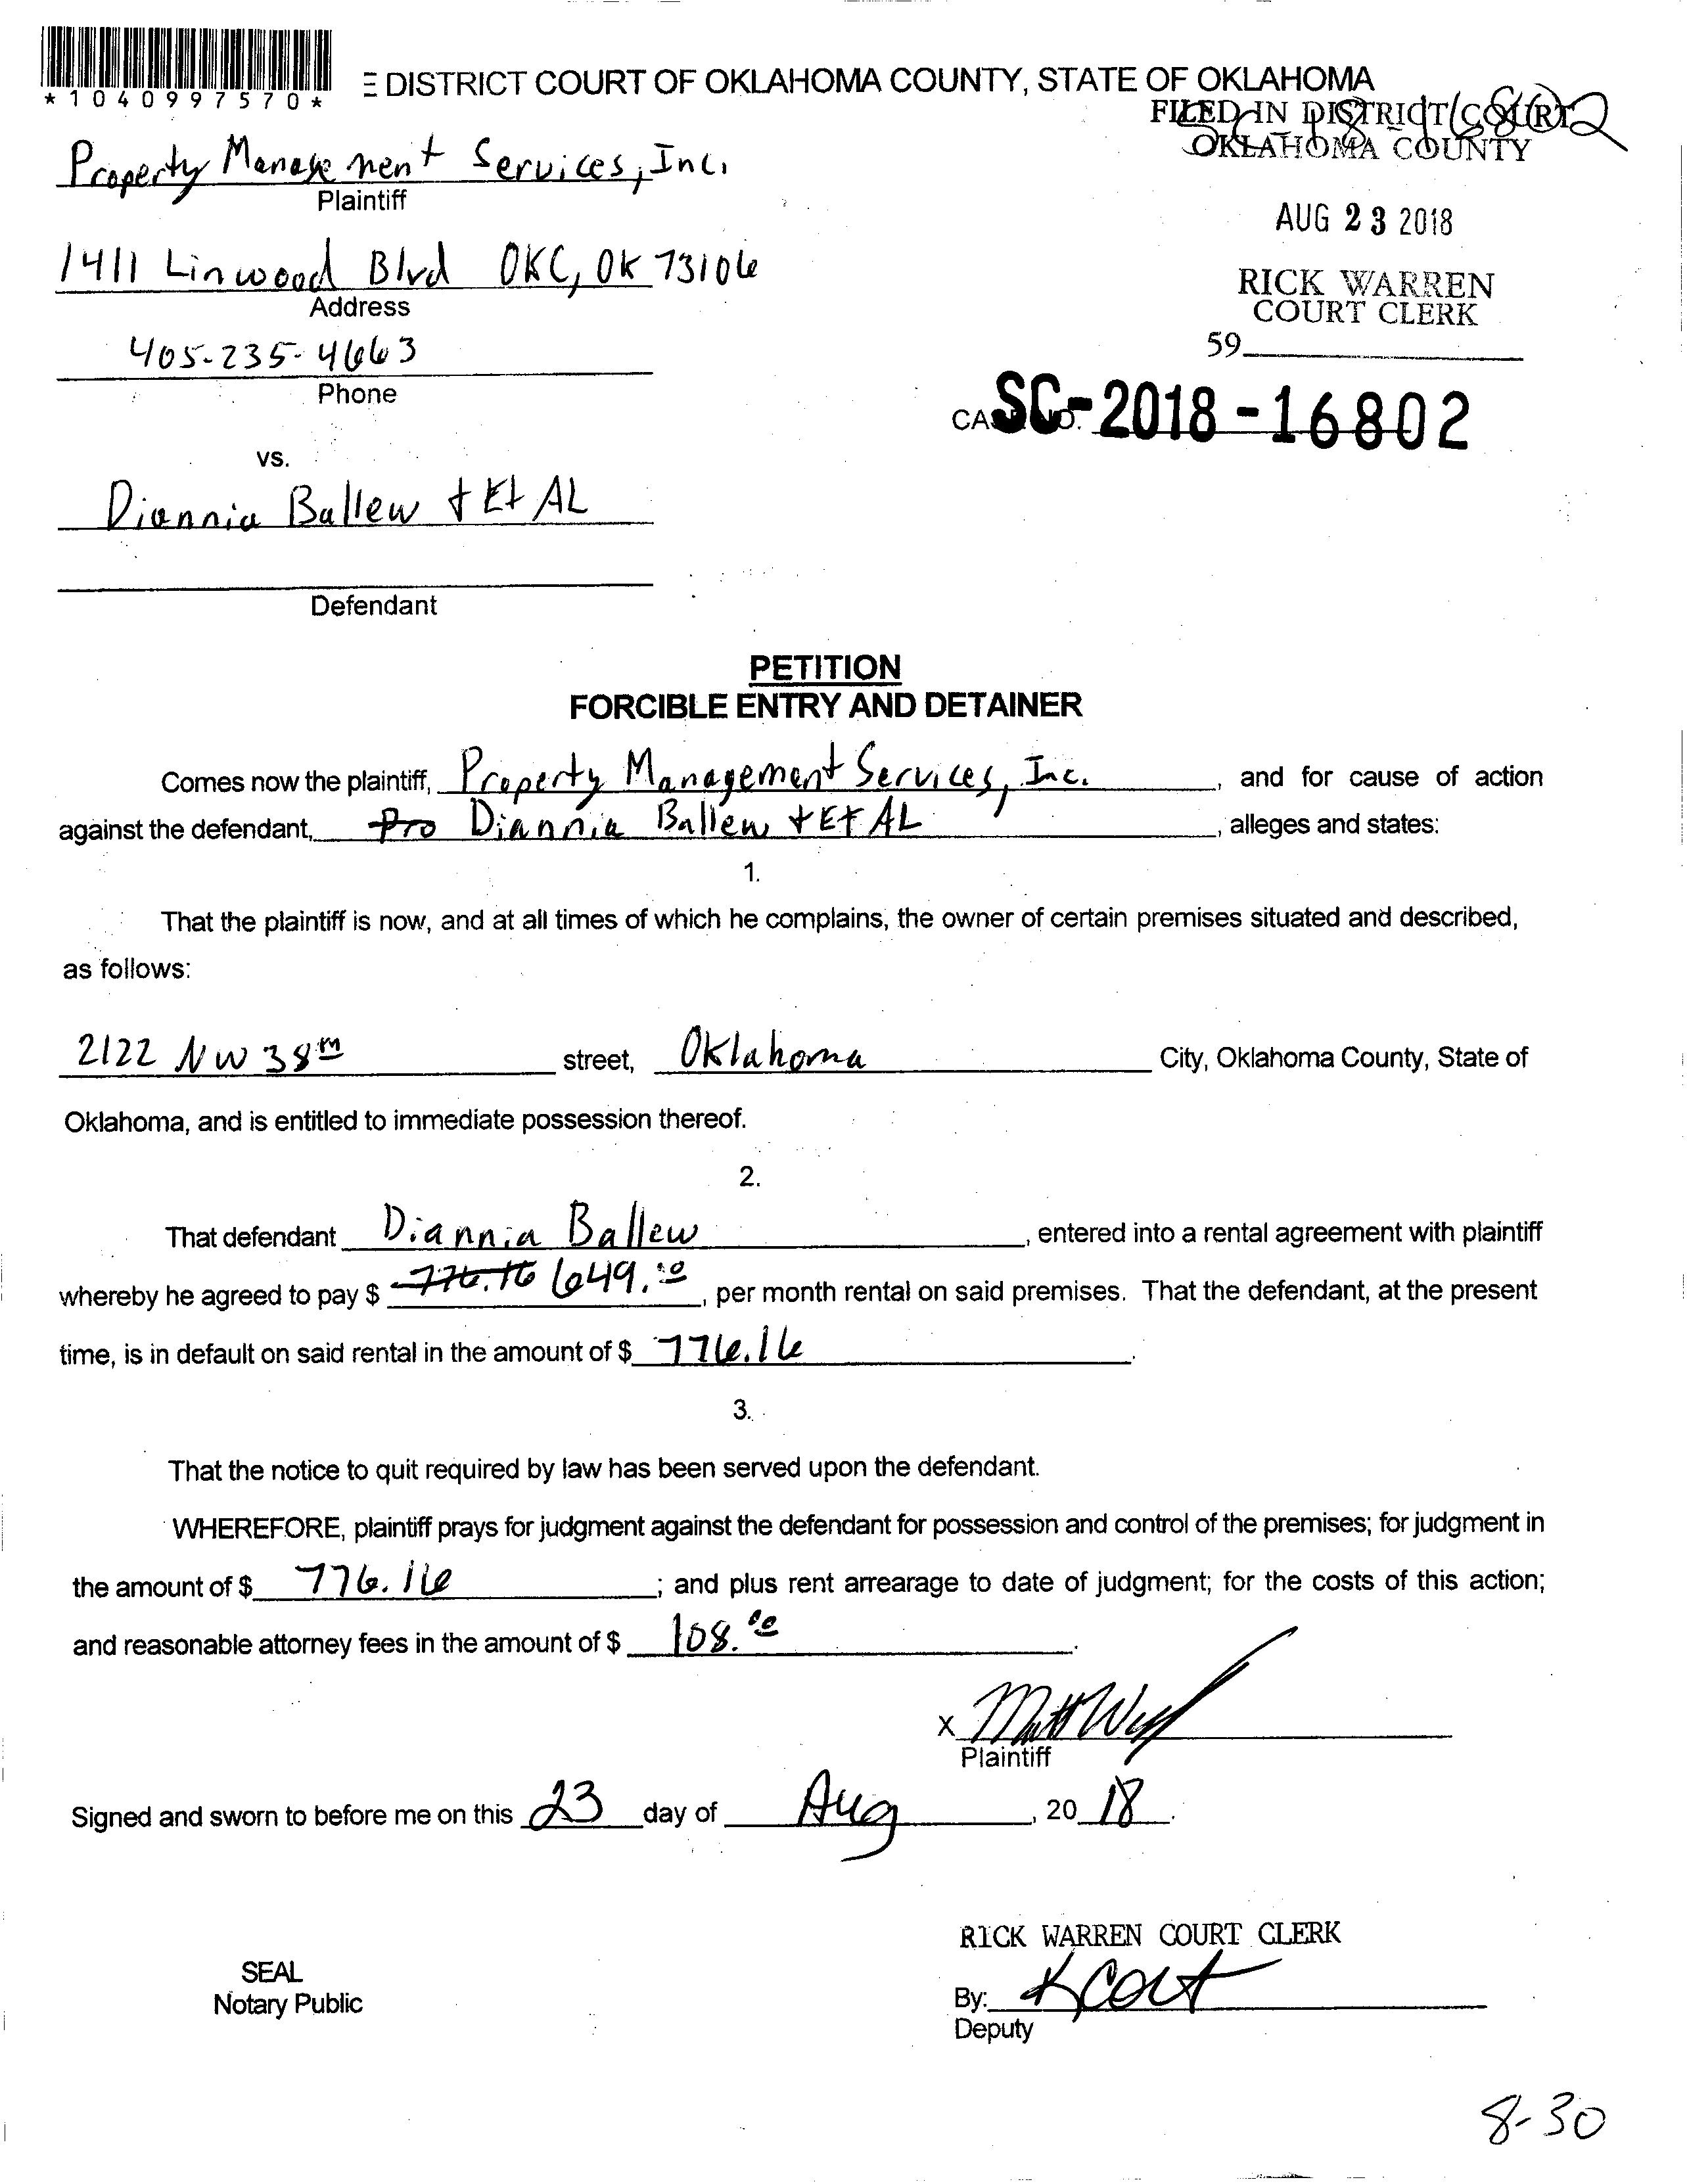 *1040997570*
E DISTRICT COURT OF OKLAHOMA COUNTY, STATE OF OKLAHOMA
FILED IN DISTRICT COURT
OKLAHOMA COUNTY
Property Management Services, Inc.
Plaintiff
AUG 23 2018
1411 Linwood Blvd OKC, OK 73106
Address
RICK WARREN
COURT CLERK
405-235-4663
59
Phone
CASE NO. SC-2018-16802
vs.
Diannia Ballew + Et AL
Defendant
PETITION
FORCIBLE ENTRY AND DETAINER
Comes now the plaintiff, Property Management Services, Inc. , and for cause of action
against the defendant, Pro Diannia Ballew + Et AL , alleges and states:
1.
That the plaintiff is now, and at all times of which he complains, the owner of certain premises situated and described,
as follows:
2122 NW 38th street, Oklahoma City, Oklahoma County, State of
Oklahoma, and is entitled to immediate possession thereof.
2.
That defendant Diannia Ballew , entered into a rental agreement with plaintiff
whereby he agreed to pay $ 776.16 649.00 , per month rental on said premises. That the defendant, at the present
time, is in default on said rental in the amount of $ 776.16 .
3.
That the notice to quit required by law has been served upon the defendant.
WHEREFORE, plaintiff prays for judgment against the defendant for possession and control of the premises; for judgment in
the amount of $ 776.16 ; and plus rent arrearage to date of judgment; for the costs of this action;
and reasonable attorney fees in the amount of $ 108.00 .
X
Plaintiff
Signed and sworn to before me on this 23 day of Aug , 20 18 .
RICK WARREN COURT CLERK
SEAL
Notary Public
By:
Deputy
8-30